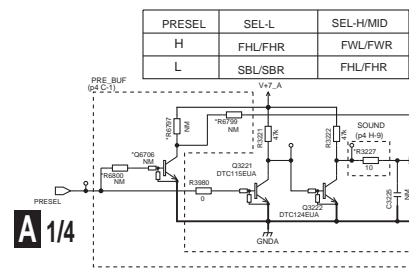 PRESEL SEL-L SEL-H/MID
H FHL/FHR FWL/FWR
L SBL/SBR FHL/FHR
PRE_BUF
(p4 C-1)
V+7_A
*R6797
NM
*R6799
NM
R3221
47k
R3222
47k
SOUND
(p4 H-9)
*R3227
10
*Q6706
NM
*R6800
NM
Q3221
DTC115EUA
R3980
0
Q3222
DTC124EUA
C3225
NM
PRESEL
GNDA
A 1/4